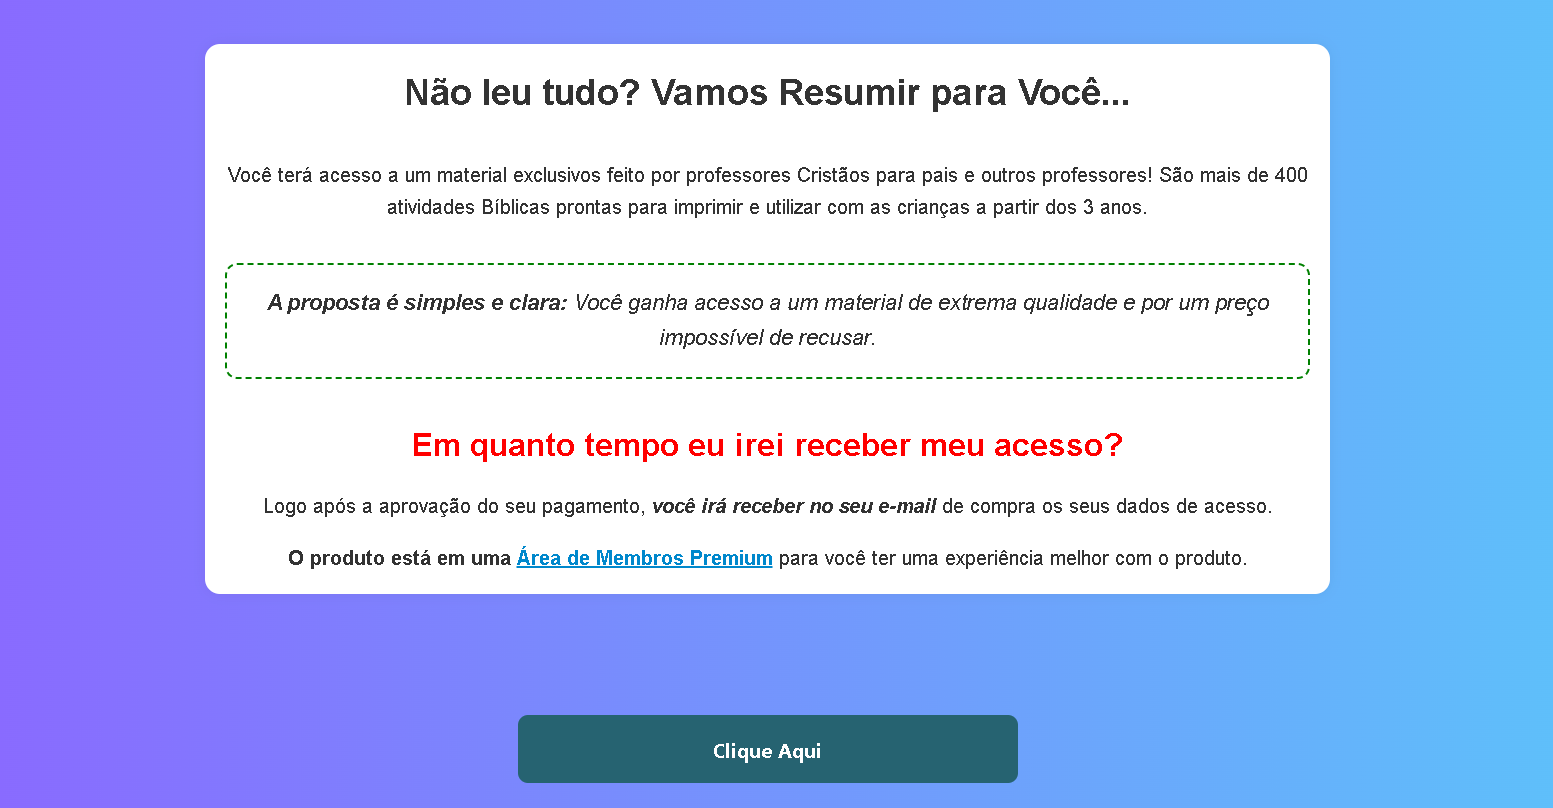 Não leu tudo? Vamos Resumir para Você...
Você terá acesso a um material exclusivos feito por professores Cristãos para pais e outros professores! São mais de 400
atividades Bíblicas prontas para imprimir e utilizar com as crianças a partir dos 3 anos.
A proposta é simples e clara: Você ganha acesso a um material de extrema qualidade e por um preço
impossível de recusar.
Em quanto tempo eu irei receber meu acesso?
Logo após a aprovação do seu pagamento, você irá receber no seu e-mail de compra os seus dados de acesso.
O produto está em uma Área de Membros Premium para você ter uma experiência melhor com o produto.
Clique Aqui